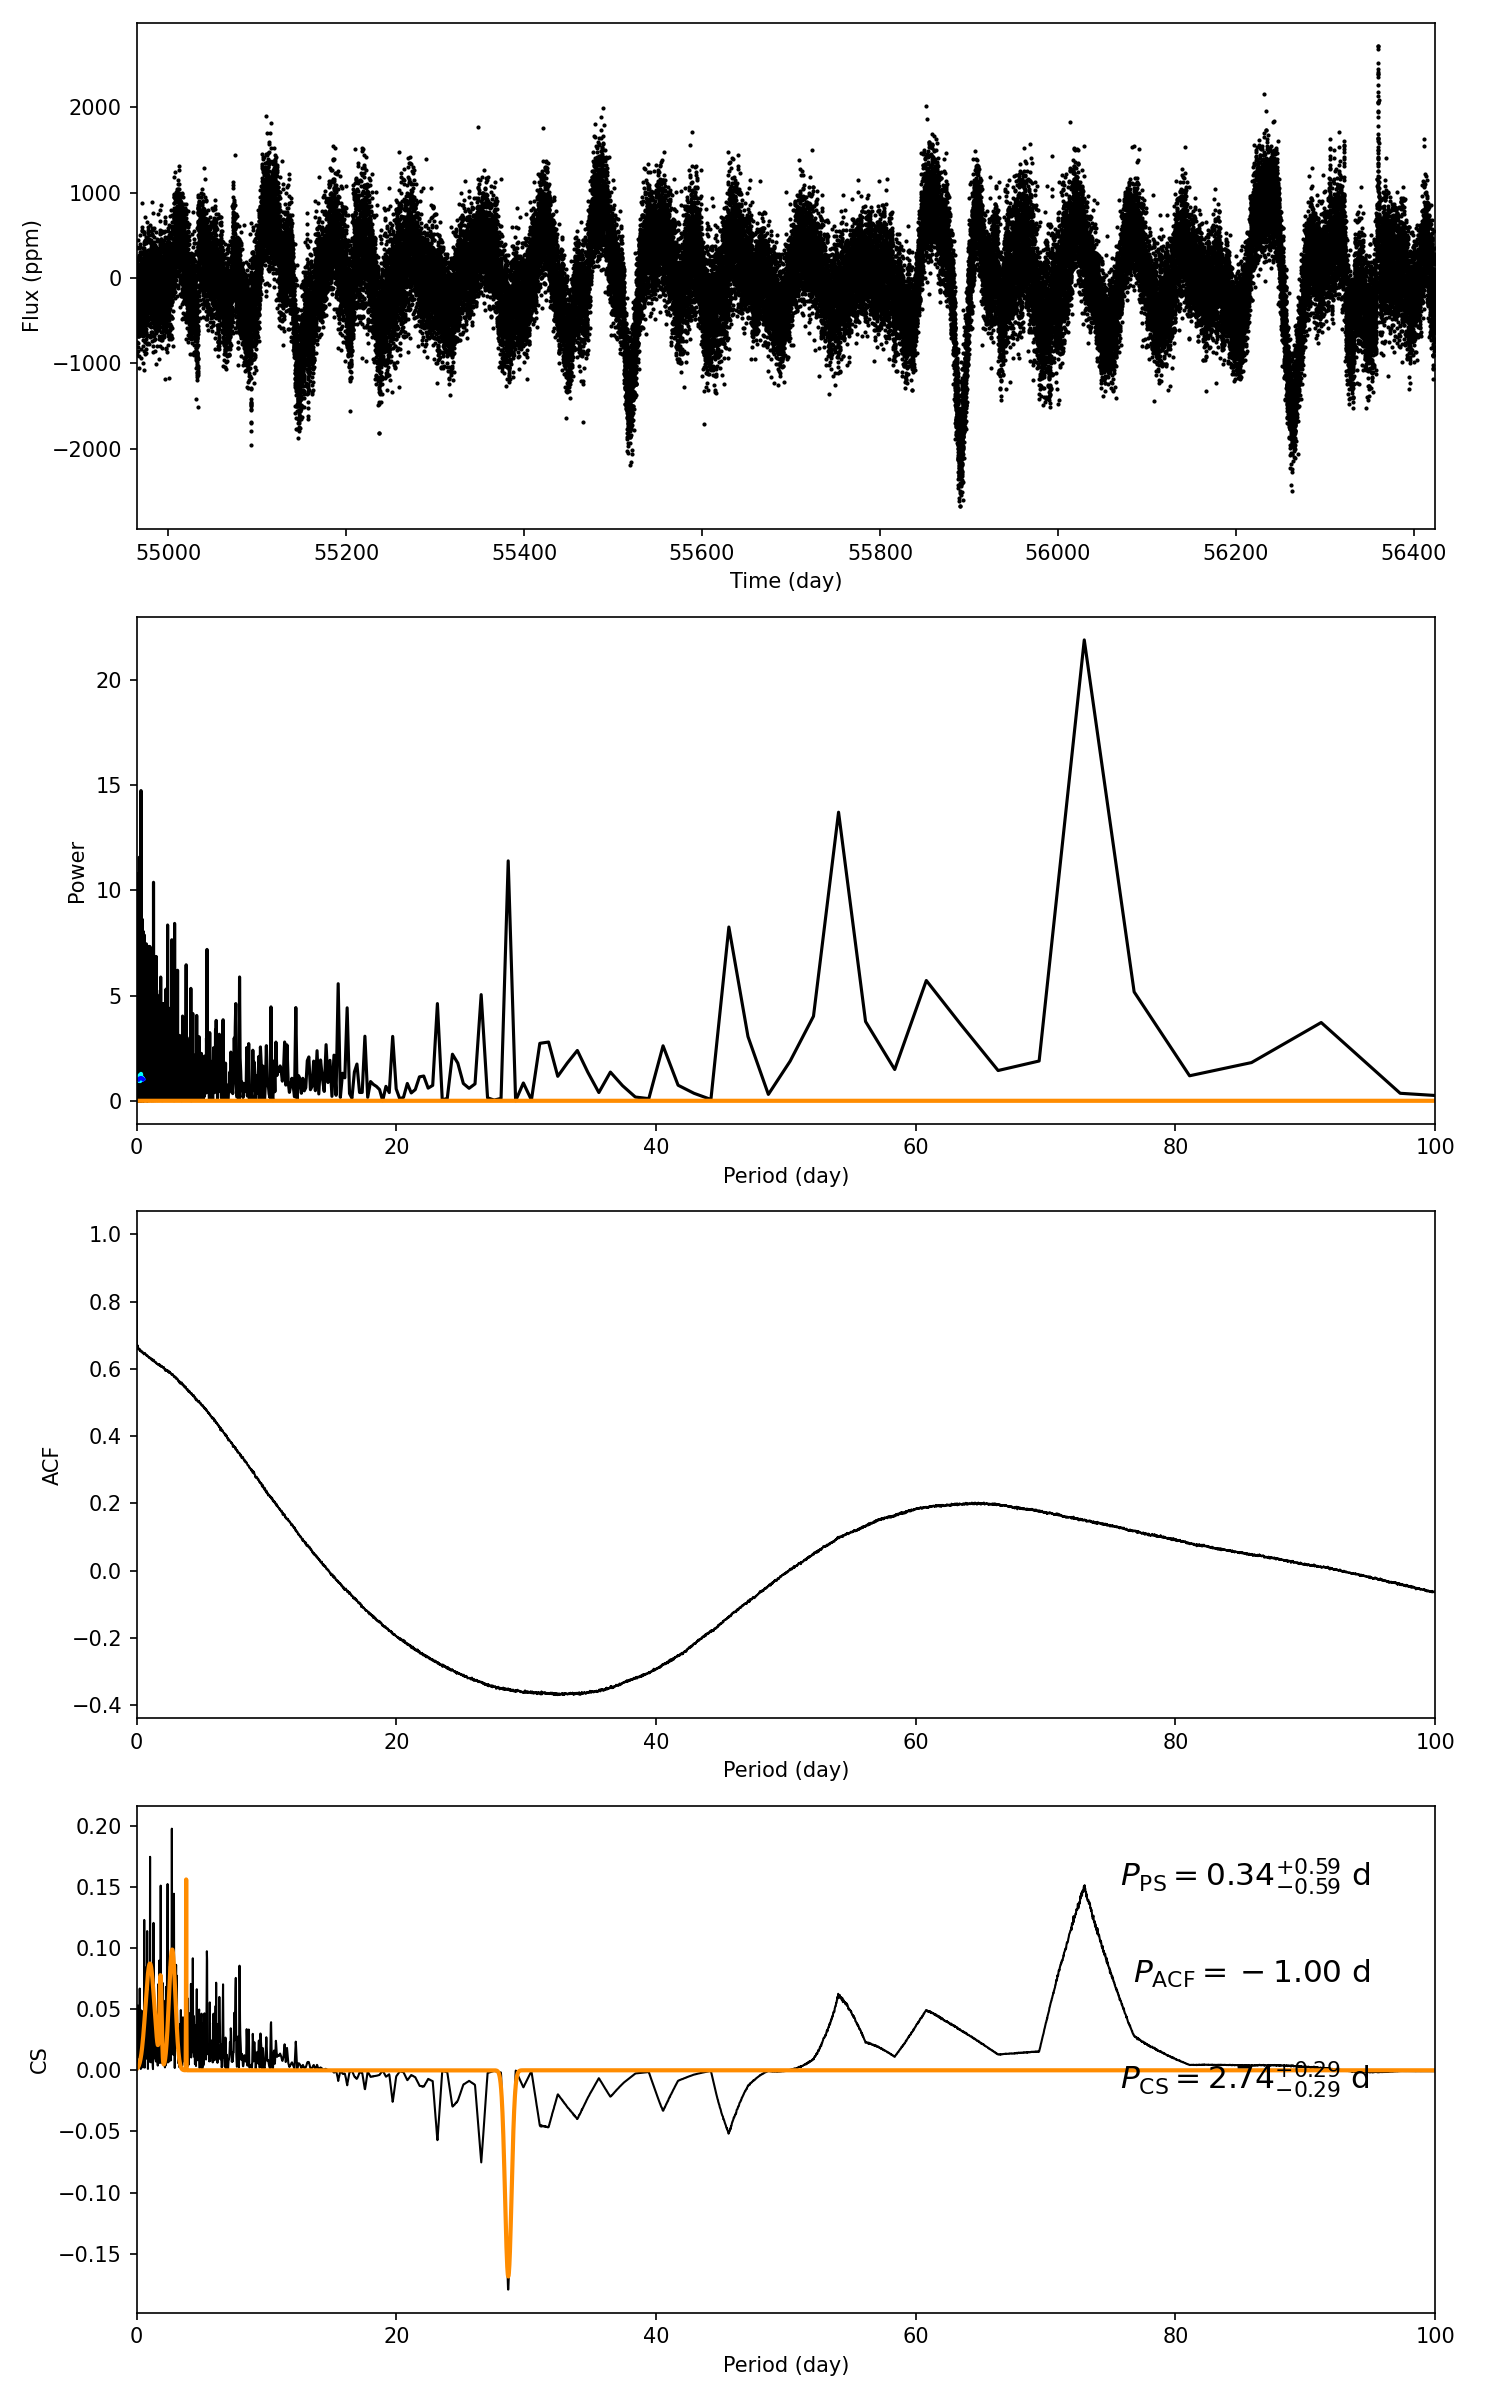 2000
1000
0
−1000
−2000
Flux (ppm)
55000 55200 55400 55600 55800 56000 56200 56400
Time (day)
20
15
10
5
0
Power
0 20 40 60 80 100
Period (day)
1.0
0.8
0.6
0.4
0.2
0.0
−0.2
−0.4
ACF
0 20 40 60 80 100
Period (day)
0.20
0.15
0.10
0.05
0.00
−0.05
−0.10
−0.15
CS
P_PS = 0.34^{+0.59}_{−0.59} d
P_ACF = −1.00 d
P_CS = 2.74^{+0.29}_{−0.29} d
0 20 40 60 80 100
Period (day)